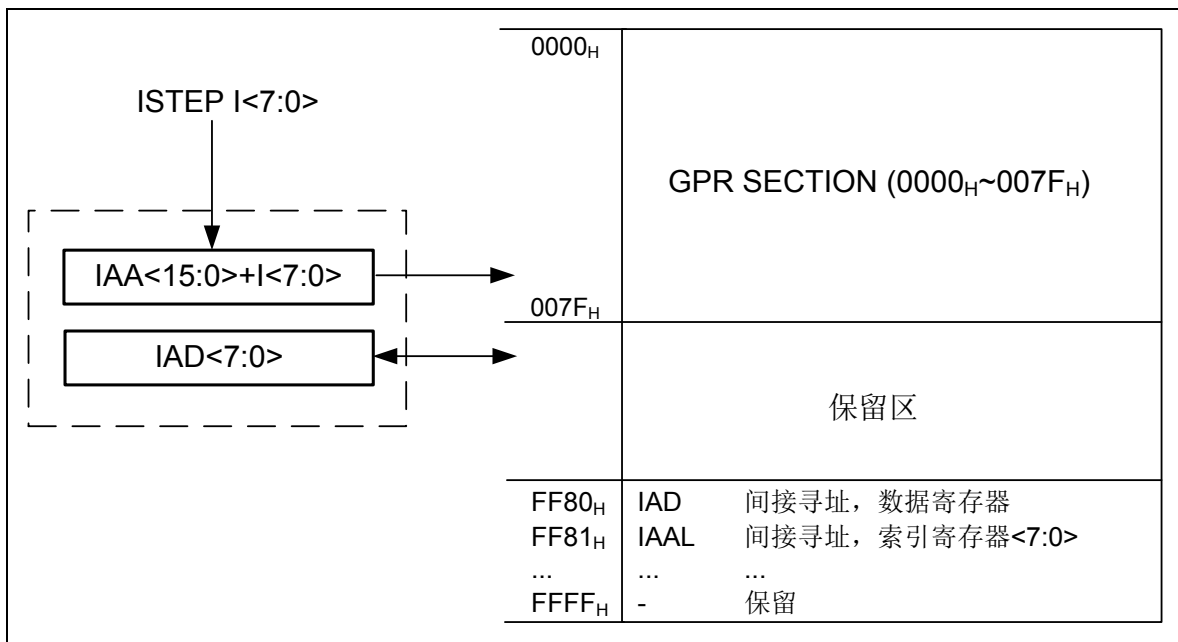 ISTEP I<7:0>
IAA<15:0>+I<7:0>
IAD<7:0>
0000H
GPR SECTION (0000H~007FH)
007FH
保留区
FF80H IAD 间接寻址，数据寄存器
FF81H IAAL 间接寻址，索引寄存器<7:0>
... ... ...
FFFFH - 保留